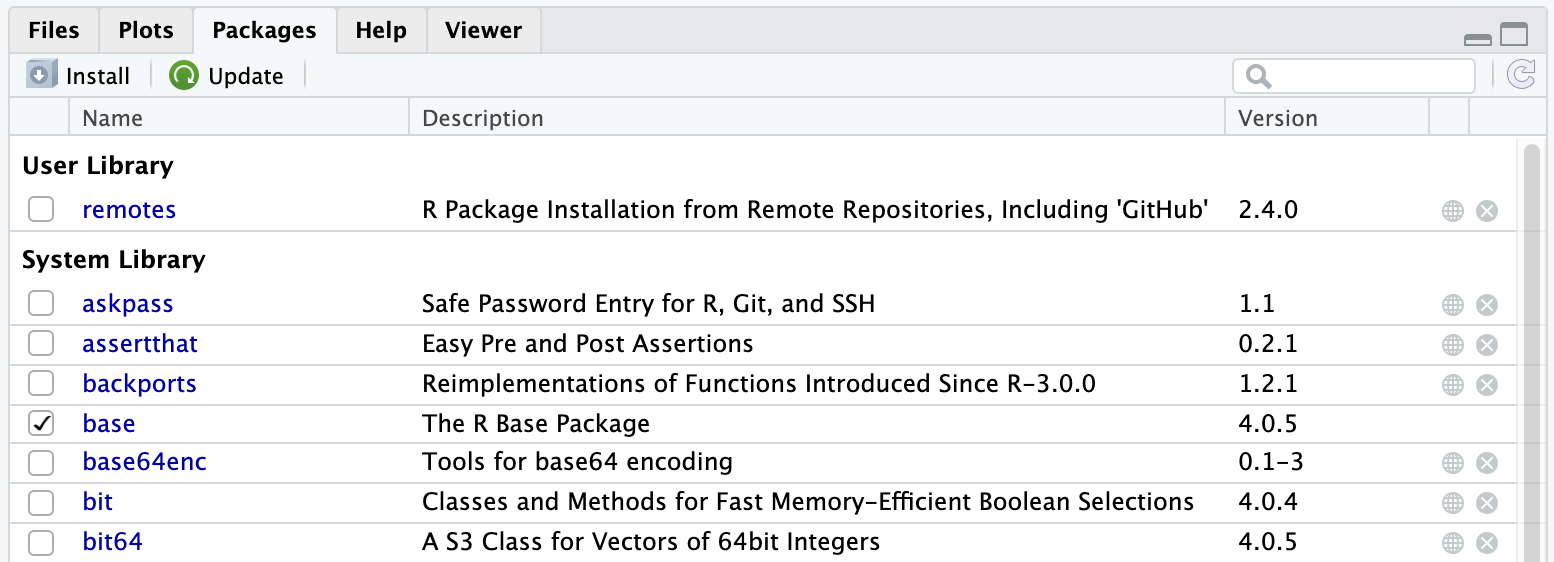 Files Plots Packages Help Viewer
Install Update
Name Description Version
User Library
remotes R Package Installation from Remote Repositories, Including 'GitHub' 2.4.0
System Library
askpass Safe Password Entry for R, Git, and SSH 1.1
assertthat Easy Pre and Post Assertions 0.2.1
backports Reimplementations of Functions Introduced Since R-3.0.0 1.2.1
base The R Base Package 4.0.5
base64enc Tools for base64 encoding 0.1-3
bit Classes and Methods for Fast Memory-Efficient Boolean Selections 4.0.4
bit64 A S3 Class for Vectors of 64bit Integers 4.0.5